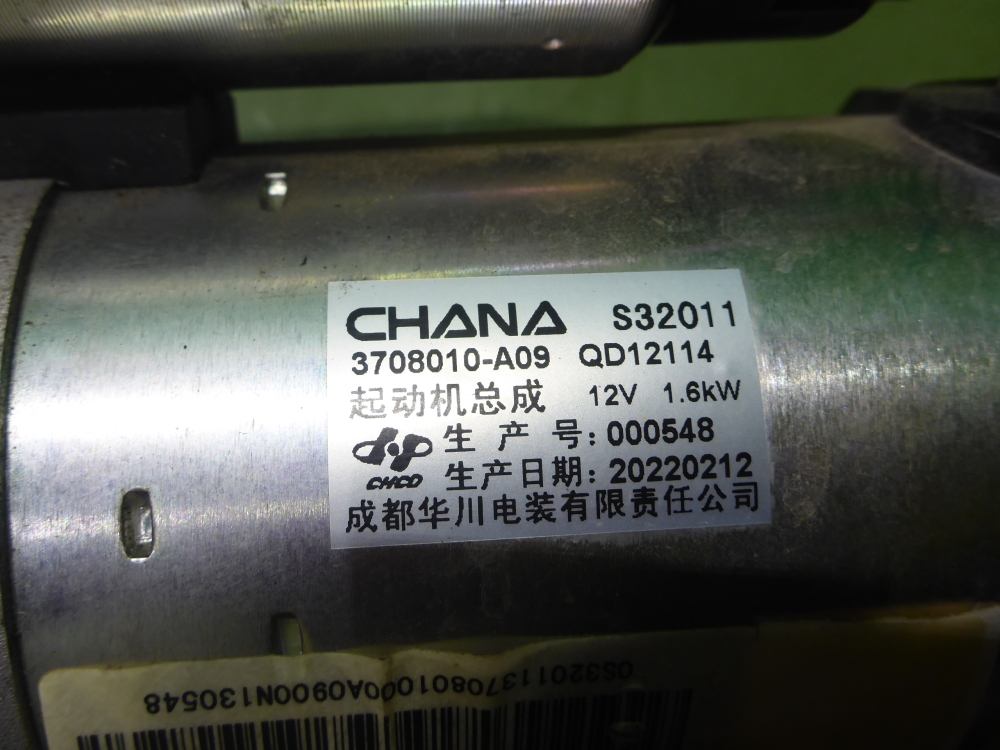 CHANA S32011
3708010-A09 QD12114
起动机总成 12V 1.6kW
生产号:000548
CHCD 生产日期:20220212
成都华川电装有限责任公司
0S320113708010000A0900N130548